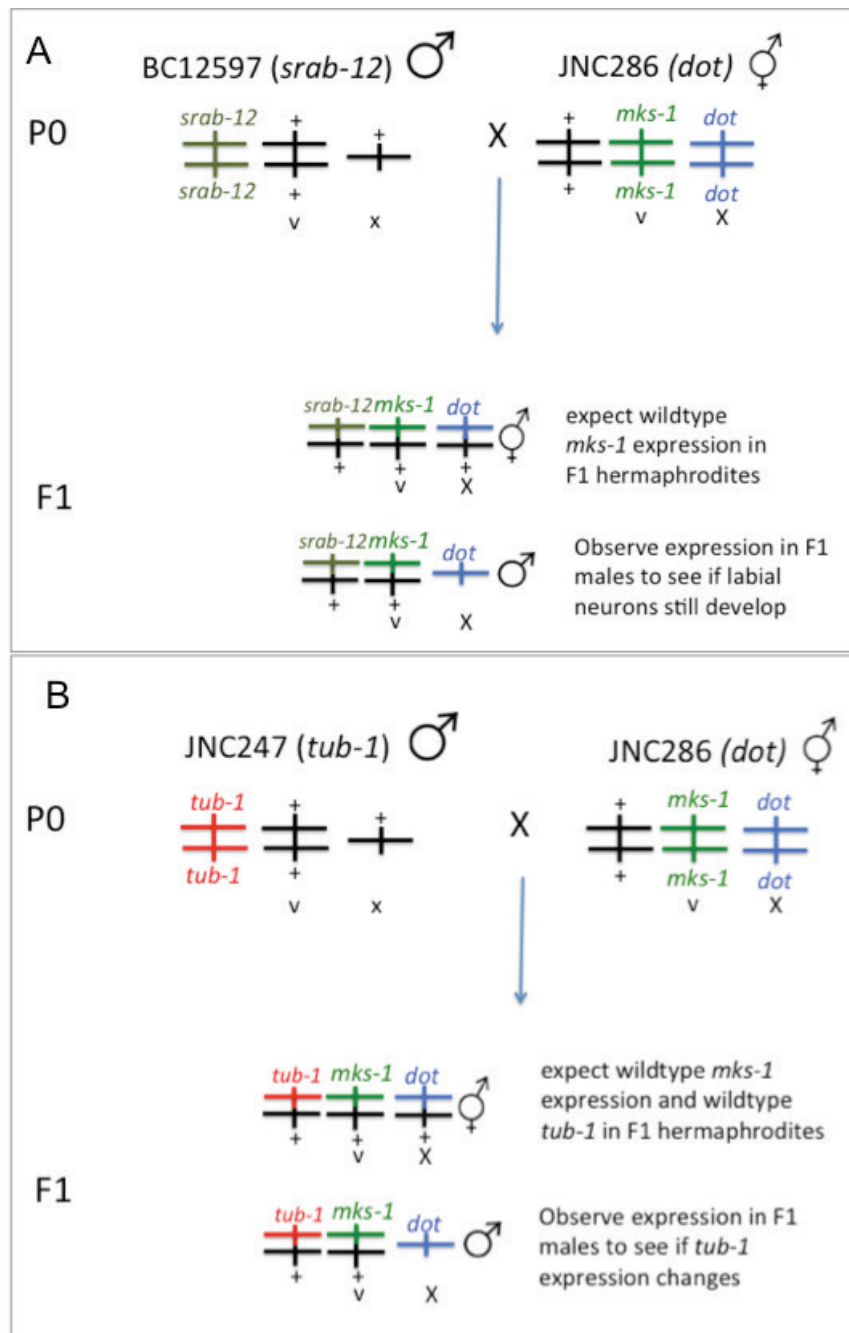 A
BC12597 (srab-12) ♂ JNC286 (dot) ⚥
P0
srab-12 + + X + mks-1 dot
srab-12 + + mks-1 dot
v x v X
srab-12 mks-1 dot
+ + +
v X
expect wildtype
mks-1 expression in
F1 hermaphrodites
F1
srab-12 mks-1 dot
+ +
v X
Observe expression in F1
males to see if labial
neurons still develop
B
JNC247 (tub-1) ♂ JNC286 (dot) ⚥
P0
tub-1 + + X + mks-1 dot
tub-1 + + mks-1 dot
v x v X
tub-1 mks-1 dot
+ + +
v X
expect wildtype mks-1
expression and wildtype
tub-1 in F1 hermaphrodites
F1
tub-1 mks-1 dot
+ +
v X
Observe expression in F1
males to see if tub-1
expression changes